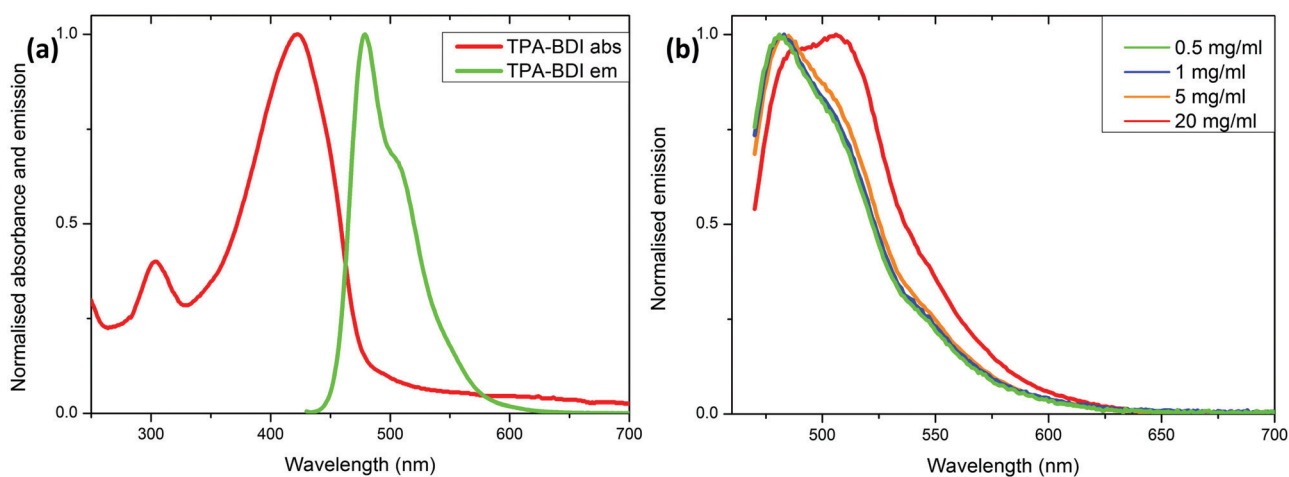 (a)
Normalised absorbance and emission
1.0
0.5
0.0
TPA-BDI abs
TPA-BDI em
300
400
500
600
700
Wavelength (nm)
(b)
Normalised emission
1.0
0.5
0.0
0.5 mg/ml
1 mg/ml
5 mg/ml
20 mg/ml
500
550
600
650
700
Wavelength (nm)